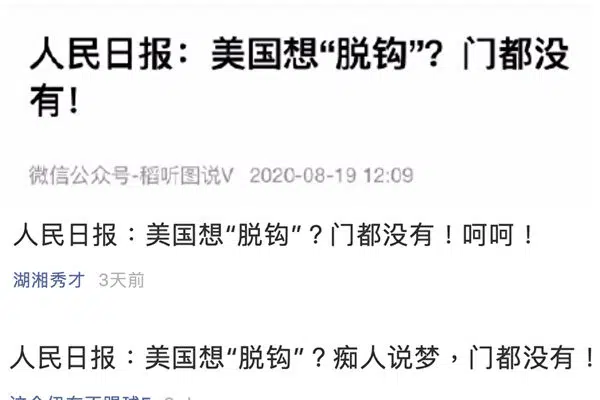 人民日报：美国想“脱钩”？门都没
有！
微信公众号-稻听图说V 2020-08-19 12:09
人民日报：美国想“脱钩”？门都没有！呵呵！
湖湘秀才 3天前
人民日报：美国想“脱钩”？痴人说梦，门都没有！